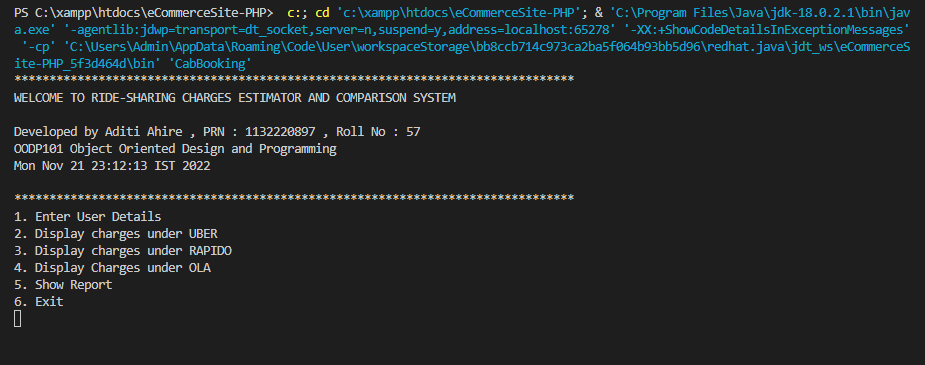 PS C:\xampp\htdocs\eCommerceSite-PHP>  c:; cd 'c:\xampp\htdocs\eCommerceSite-PHP'; & 'C:\Program Files\Java\jdk-18.0.2.1\bin\jav
a.exe' '-agentlib:jdwp=transport=dt_socket,server=n,suspend=y,address=localhost:65278' '-XX:+ShowCodeDetailsInExceptionMessages'
 '-cp' 'C:\Users\Admin\AppData\Roaming\Code\User\workspaceStorage\bb8ccb714c973ca2ba5f064b93bb5d96\redhat.java\jdt_ws\eCommerceS
ite-PHP_5f3d464d\bin' 'CabBooking'
********************************************************************************
WELCOME TO RIDE-SHARING CHARGES ESTIMATOR AND COMPARISON SYSTEM
Developed by Aditi Ahire , PRN : 1132220897 , Roll No : 57
OODP101 Object Oriented Design and Programming
Mon Nov 21 23:12:13 IST 2022
********************************************************************************
1. Enter User Details
2. Display charges under UBER
3. Display charges under RAPIDO
4. Display Charges under OLA
5. Show Report
6. Exit